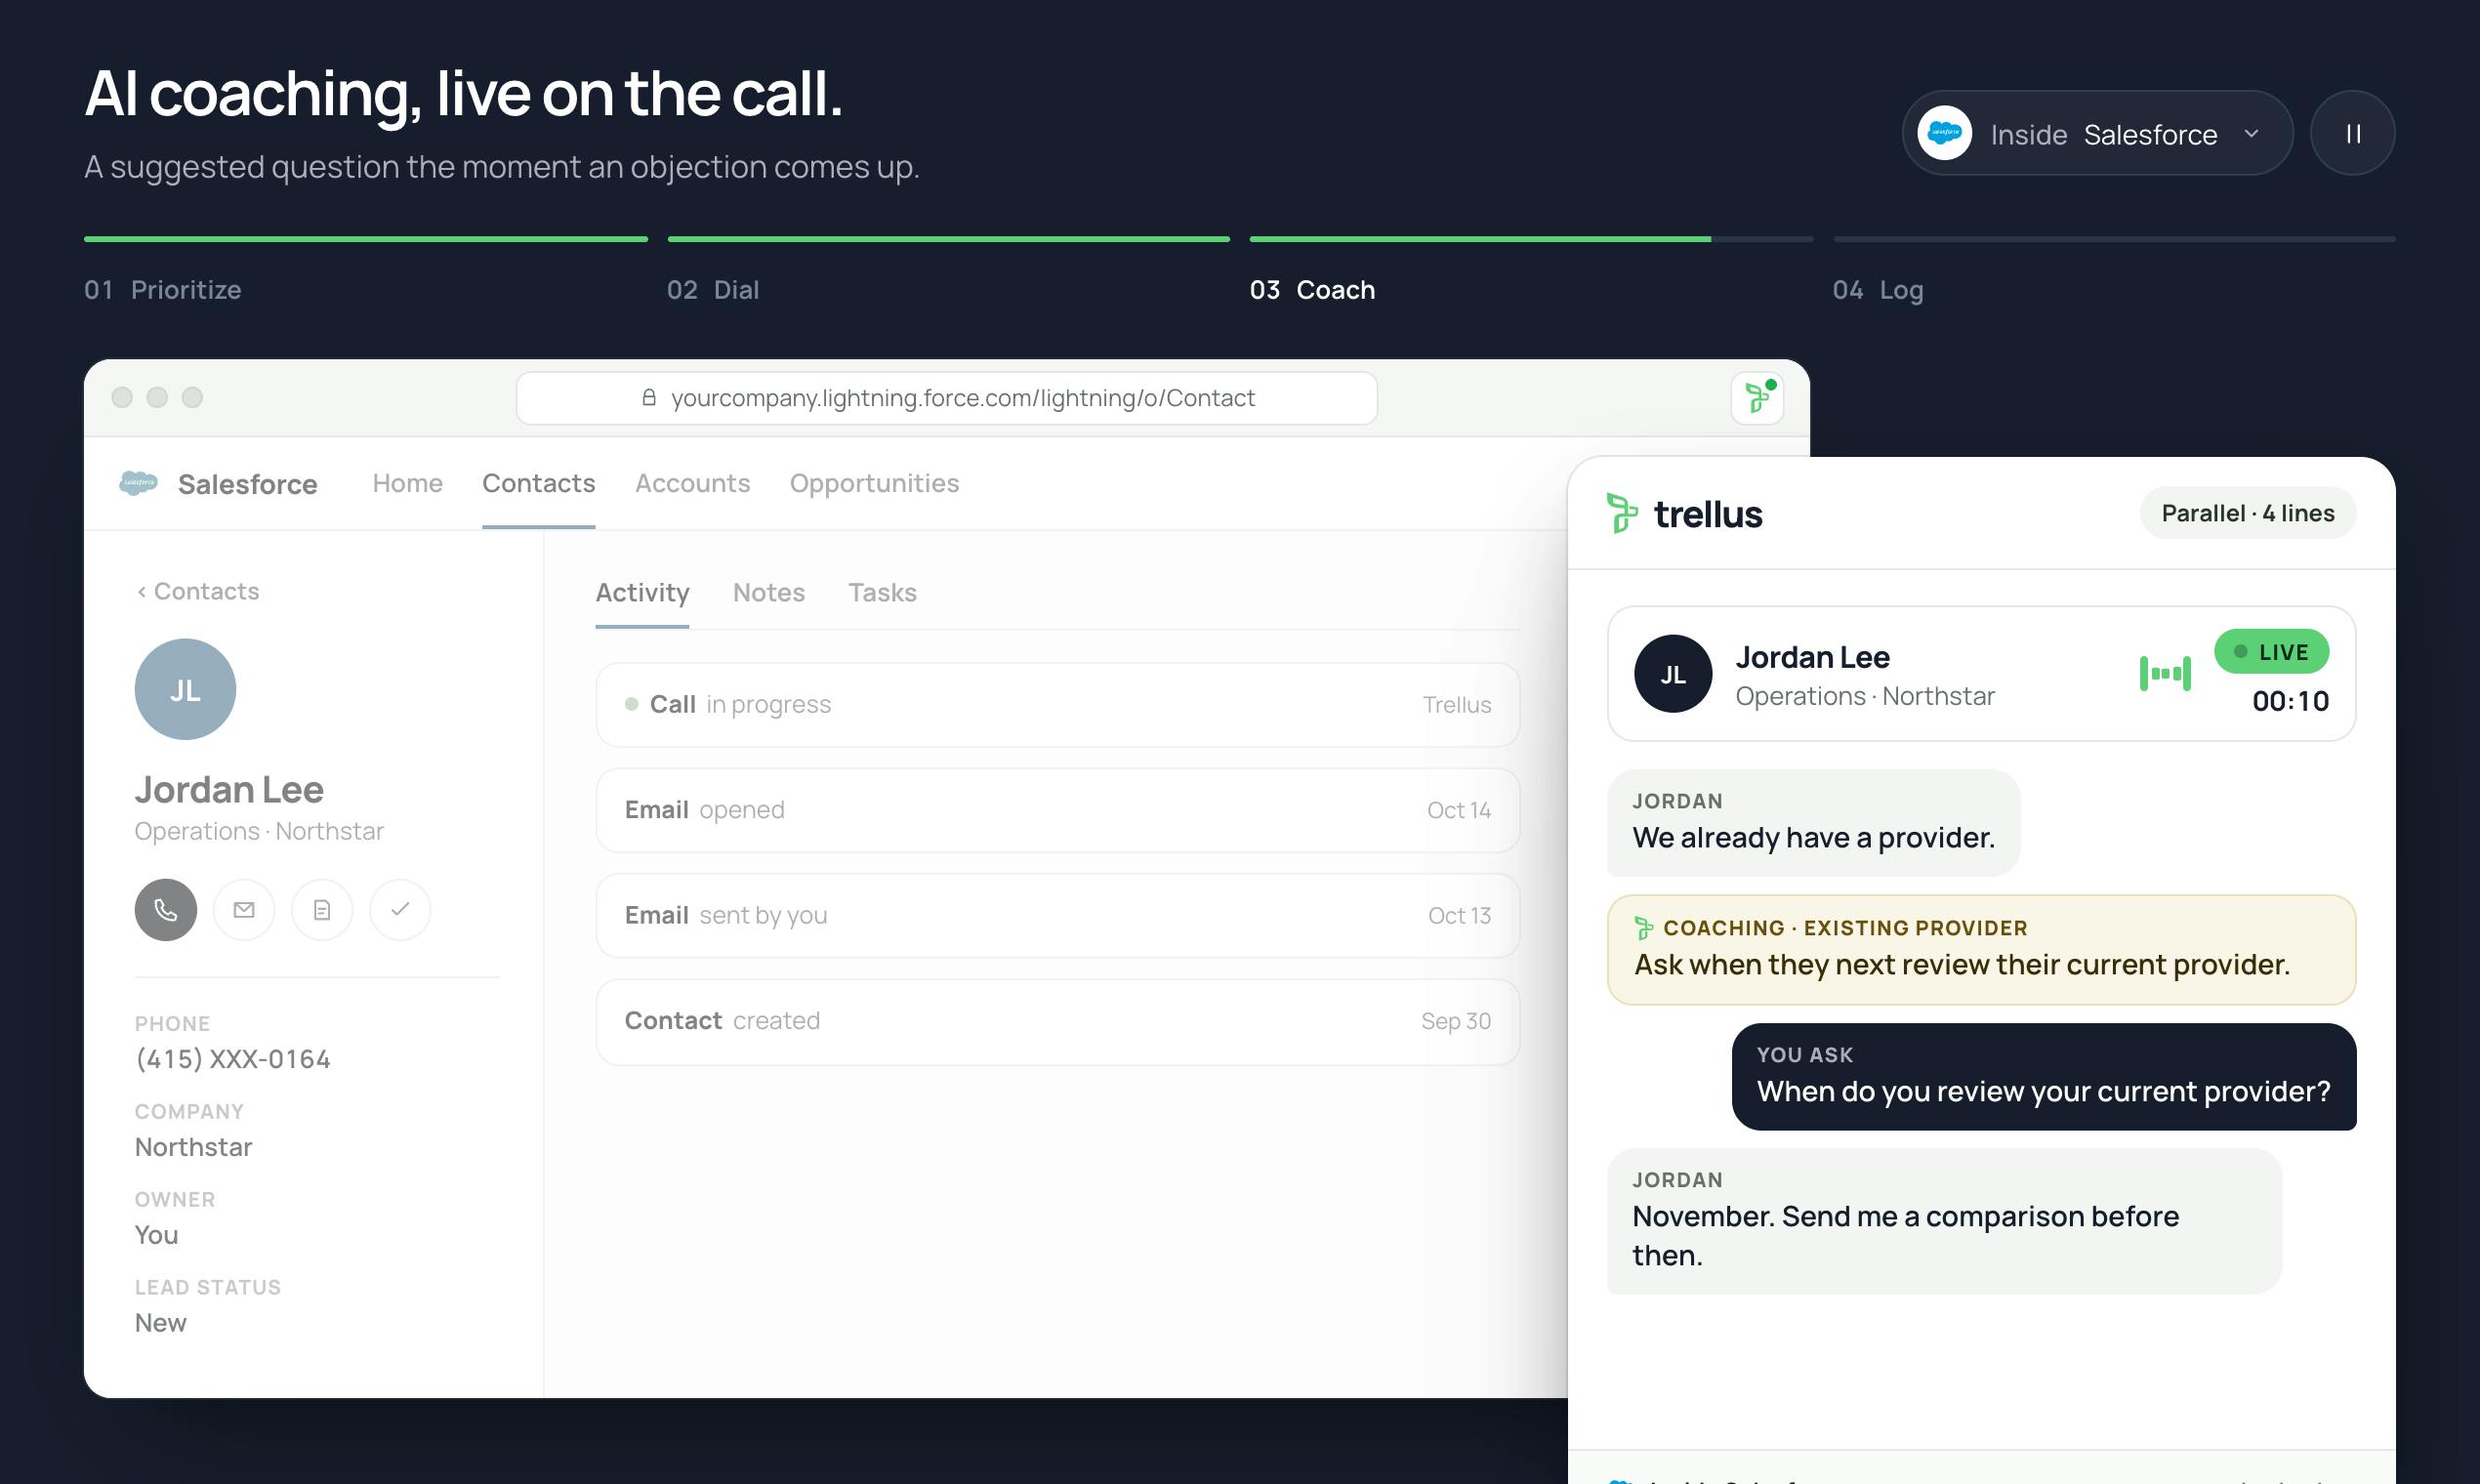 AI coaching, live on the call.
A suggested question the moment an objection comes up.
salesforce
Inside Salesforce
01 Prioritize
02 Dial
03 Coach
04 Log
yourcompany.lightning.force.com/lightning/o/Contact
salesforce
Salesforce
Home
Contacts
Accounts
Opportunities
‹ Contacts
JL
Jordan Lee
Operations · Northstar
PHONE
(415) XXX-0164
COMPANY
Northstar
OWNER
You
LEAD STATUS
New
Activity
Notes
Tasks
Call in progress
Trellus
Email opened
Oct 14
Email sent by you
Oct 13
Contact created
Sep 30
trellus
Parallel · 4 lines
JL
Jordan Lee
Operations · Northstar
LIVE
00:10
JORDAN
We already have a provider.
COACHING · EXISTING PROVIDER
Ask when they next review their current provider.
YOU ASK
When do you review your current provider?
JORDAN
November. Send me a comparison before
then.